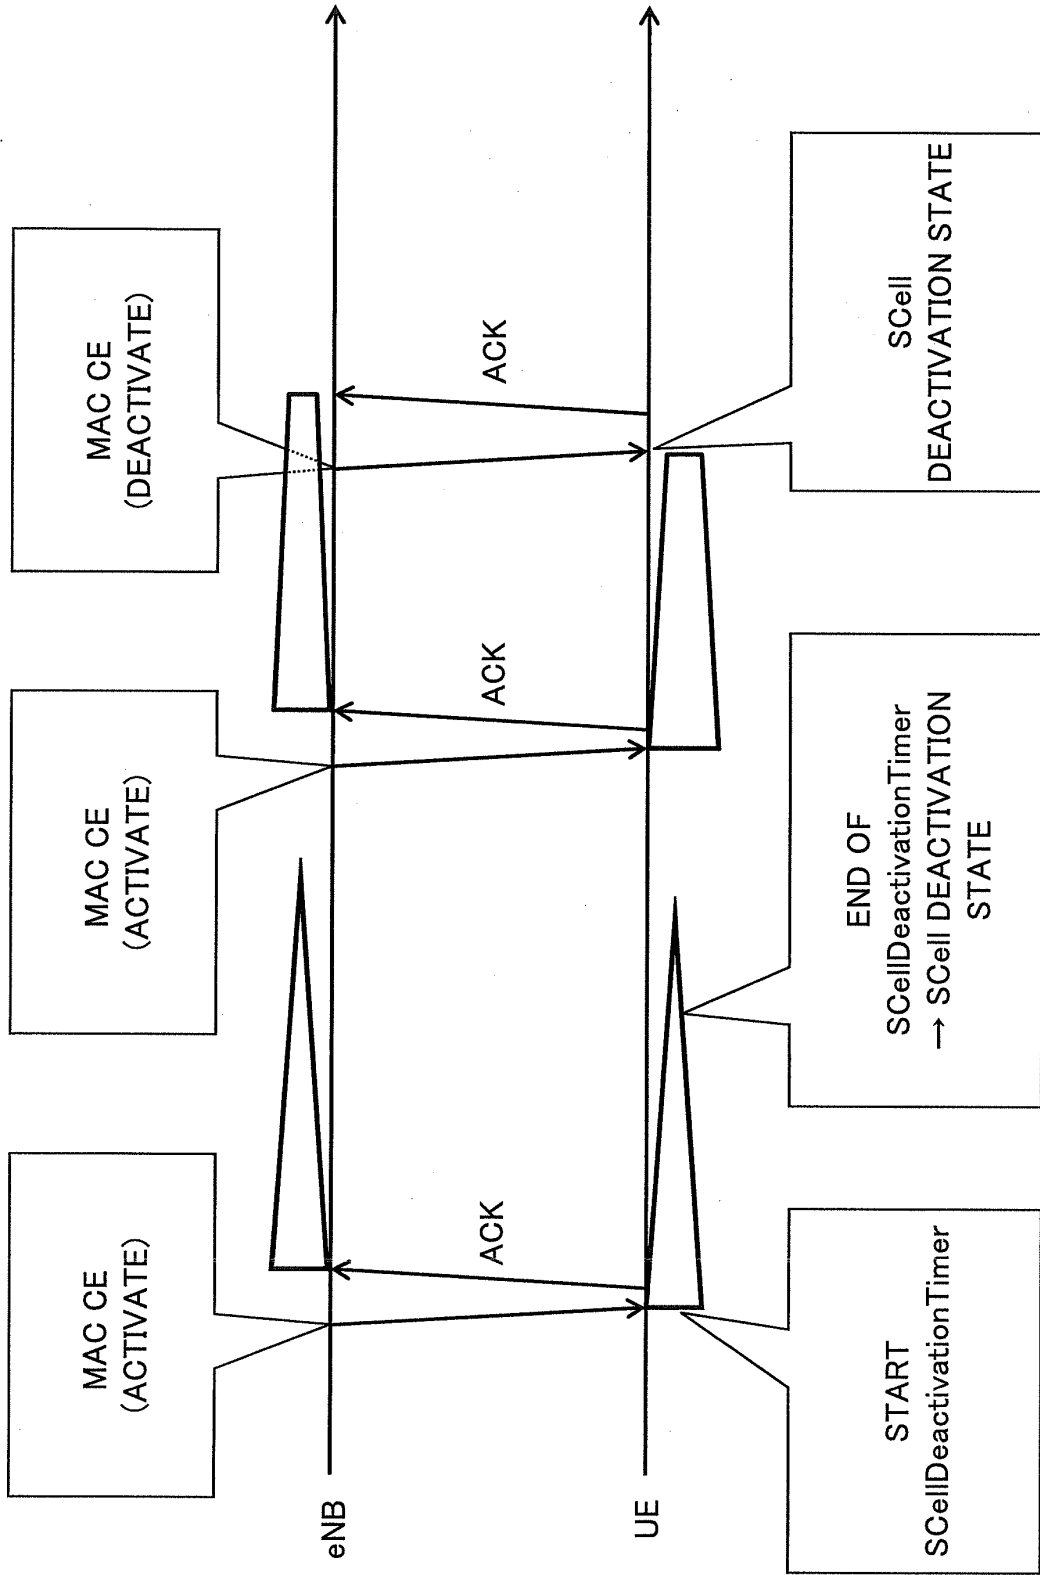 MAC CE
(ACTIVATE)
MAC CE
(ACTIVATE)
MAC CE
(DEACTIVATE)
eNB
ACK
ACK
ACK
UE
START
SCellDeactivationTimer
END OF
SCellDeactivationTimer
→ SCell DEACTIVATION
STATE
SCell
DEACTIVATION STATE